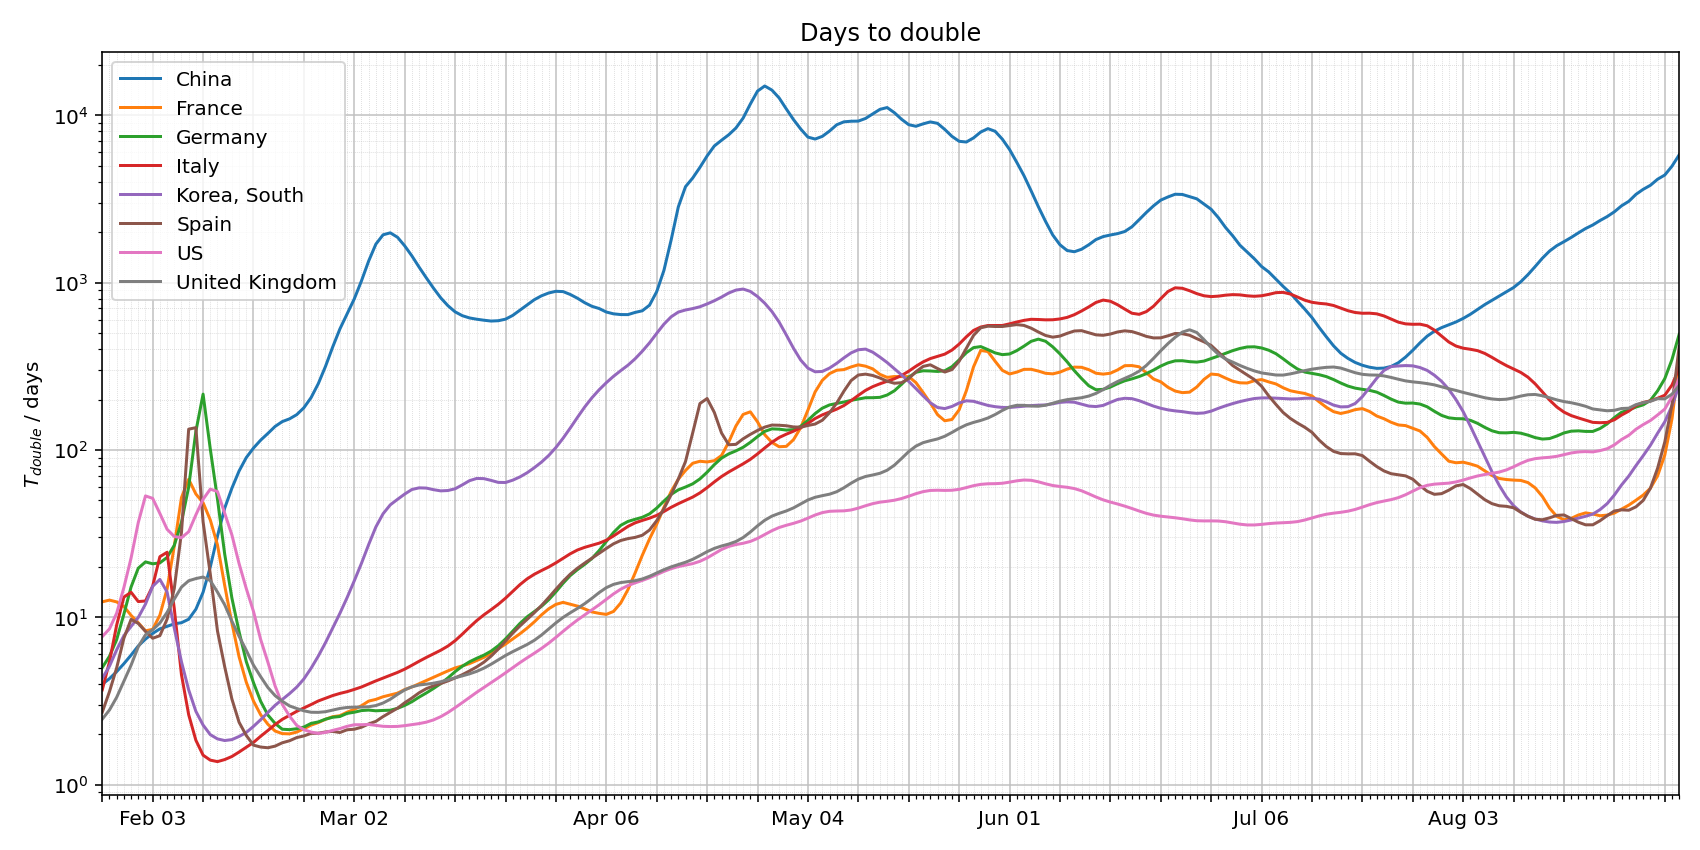 Days to double
China
France
Germany
Italy
Korea, South
Spain
US
United Kingdom
T_double / days
10⁴
10³
10²
10¹
10⁰
Feb 03 Mar 02 Apr 06 May 04 Jun 01 Jul 06 Aug 03